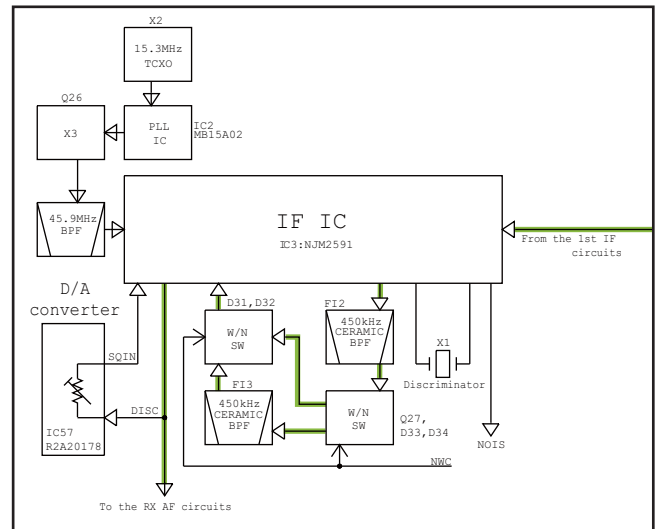 X2
15.3MHz
TCXO
Q26
X3
PLL
IC
IC2
MB15A02
45.9MHz
BPF
IF IC
IC3:NJM2591
From the 1st IF
circuits
D/A
converter
SQIN
DISC
IC57
R2A20178
D31,D32
W/N
SW
FI2
450kHz
CERAMIC
BPF
X1
Discriminator
FI3
450kHz
CERAMIC
BPF
W/N
SW
Q27,
D33,D34
NOIS
NWC
To the RX AF circuits